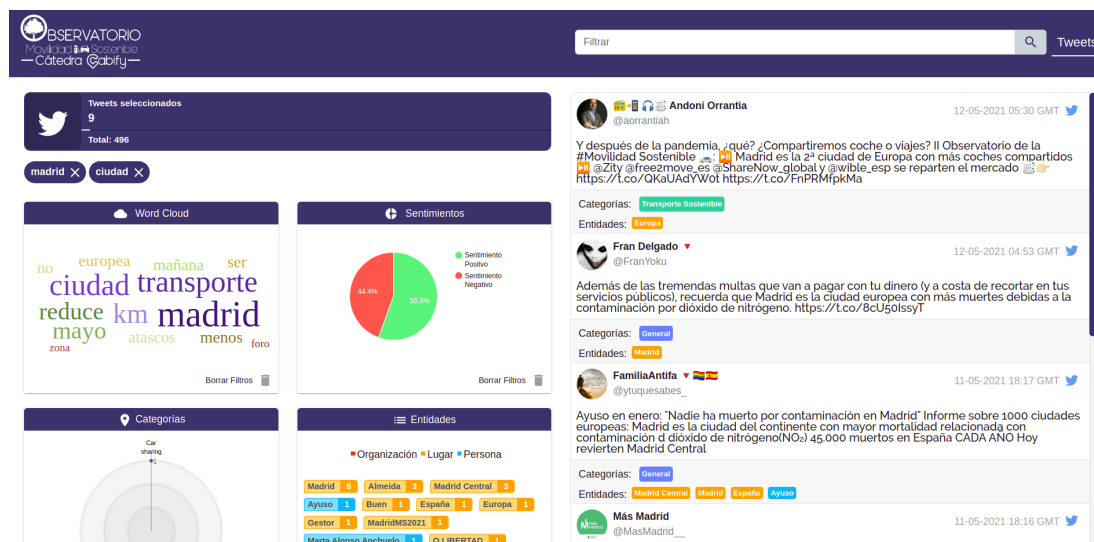 OBSERVATORIO
Movilidad Sostenible
Cátedra Cabify
Filtrar
Tweets
Tweets seleccionados
9
Total: 496
madrid X ciudad X
Word Cloud
no europea mañana ser
ciudad transporte
reduce km madrid
mayo atascos menos foro
zona
Borrar Filtros
Sentimientos
Sentimiento
Positvo
Sentimiento
Negativo
44.4%
55.6%
Borrar Filtros
Categorías
Car
sharing
1
Entidades
Organización Lugar Persona
Madrid 8 Almeida 3 Madrid Central 3
Ayuso 1 Buen 1 España 1 Europa 1
Gestor 1 MadridMS2021 1
Marta Alonso Anchuelo 1 O LIBERTAD 1
Andoni Orrantia
@aorrantiah
12-05-2021 05:30 GMT
Y después de la pandemia, ¿qué? ¿Compartiremos coche o viajes? II Observatorio de la
#Movilidad Sostenible 🚗: ⏯ Madrid es la 2ª ciudad de Europa con más coches compartidos
⏯ @Zity @free2move_es @ShareNow_global y @wible_esp se reparten el mercado
https://t.co/QKaUAdYW0t https://t.co/FnPRMfpkMa
Categorías: Transporte Sostenible
Entidades: Europa
Fran Delgado 🔻
@FranYoku
12-05-2021 04:53 GMT
Además de las tremendas multas que van a pagar con tu dinero (y a costa de recortar en tus
servicios públicos), recuerda que Madrid es la ciudad europea con más muertes debidas a la
contaminación por dióxido de nitrógeno. https://t.co/8cU50IssyT
Categorías: General
Entidades: Madrid
FamiliaAntifa 🔻🏳️‍🌈🇪🇸
@ytuquesabes_
11-05-2021 18:17 GMT
Ayuso en enero: "Nadie ha muerto por contaminación en Madrid" Informe sobre 1000 ciudades
europeas: Madrid es la ciudad del continente con mayor mortalidad relacionada con
contaminación d dióxido de nitrógeno(NO₂) 45.000 muertos en España CADA ANO Hoy
revierten Madrid Central
Categorías: General
Entidades: Madrid Central Madrid España Ayuso
Más Madrid
@MasMadrid__
11-05-2021 18:16 GMT